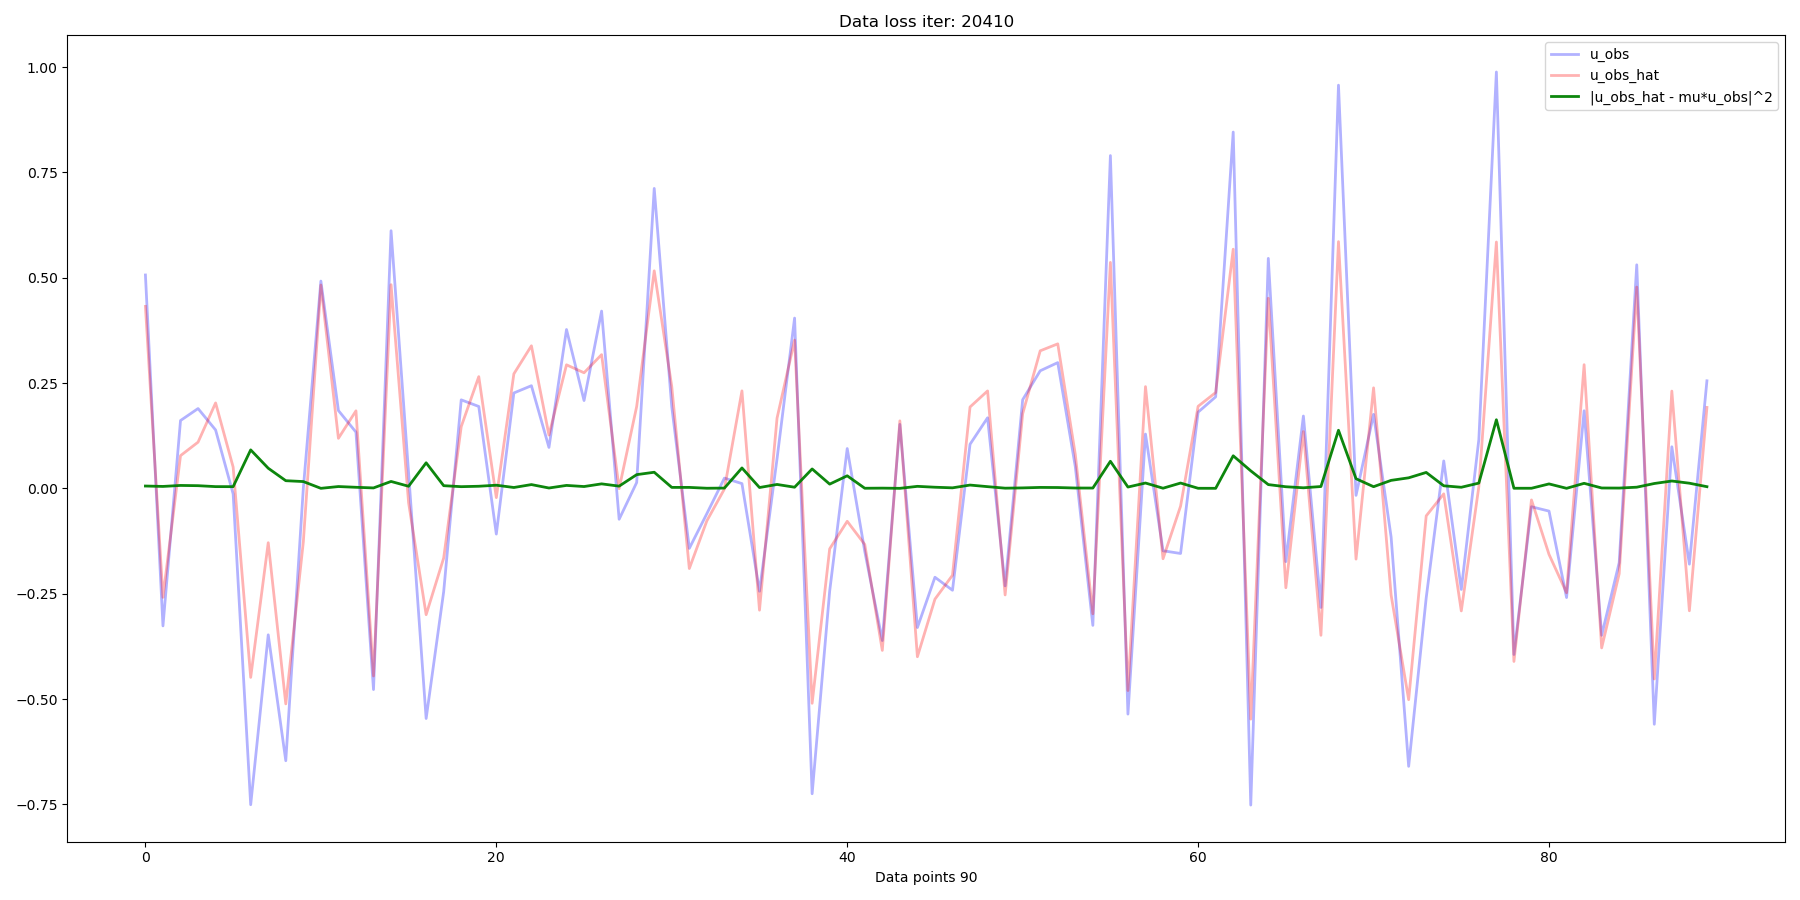 Data loss iter: 20410
u_obs
u_obs_hat
|u_obs_hat - mu*u_obs|^2
1.00
0.75
0.50
0.25
0.00
−0.25
−0.50
−0.75
0 20 40 60 80
Data points 90